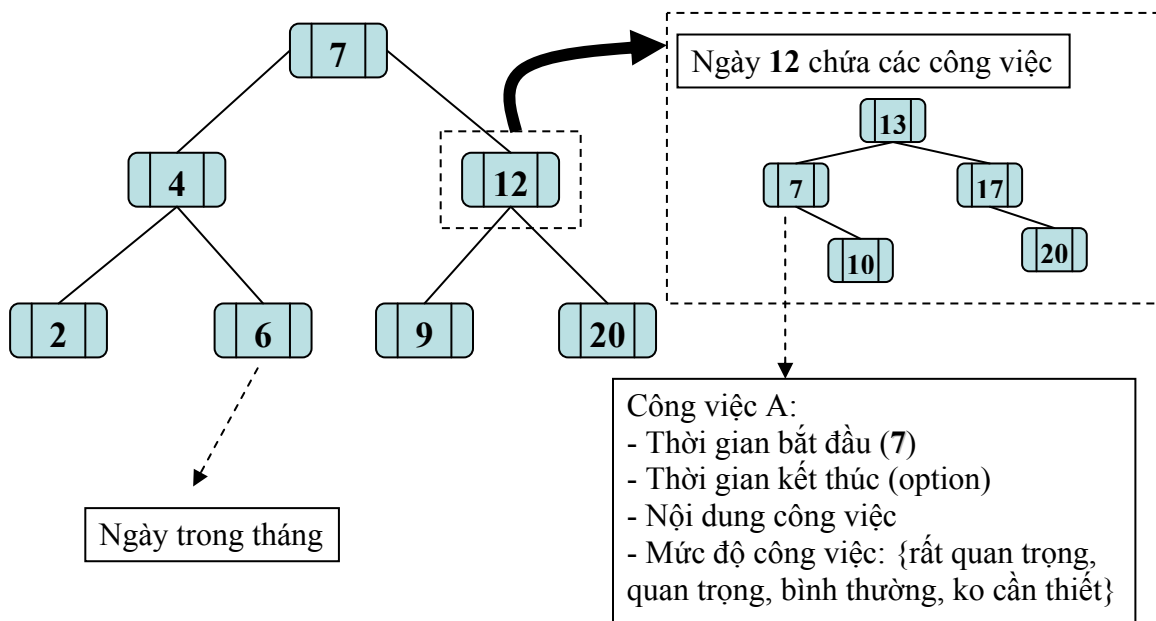 7
4
12
2
6
9
20
Ngày trong tháng
Ngày 12 chứa các công việc
13
7
17
10
20
Công việc A:
- Thời gian bắt đầu (7)
- Thời gian kết thúc (option)
- Nội dung công việc
- Mức độ công việc: {rất quan trọng,
quan trọng, bình thường, ko cần thiết}